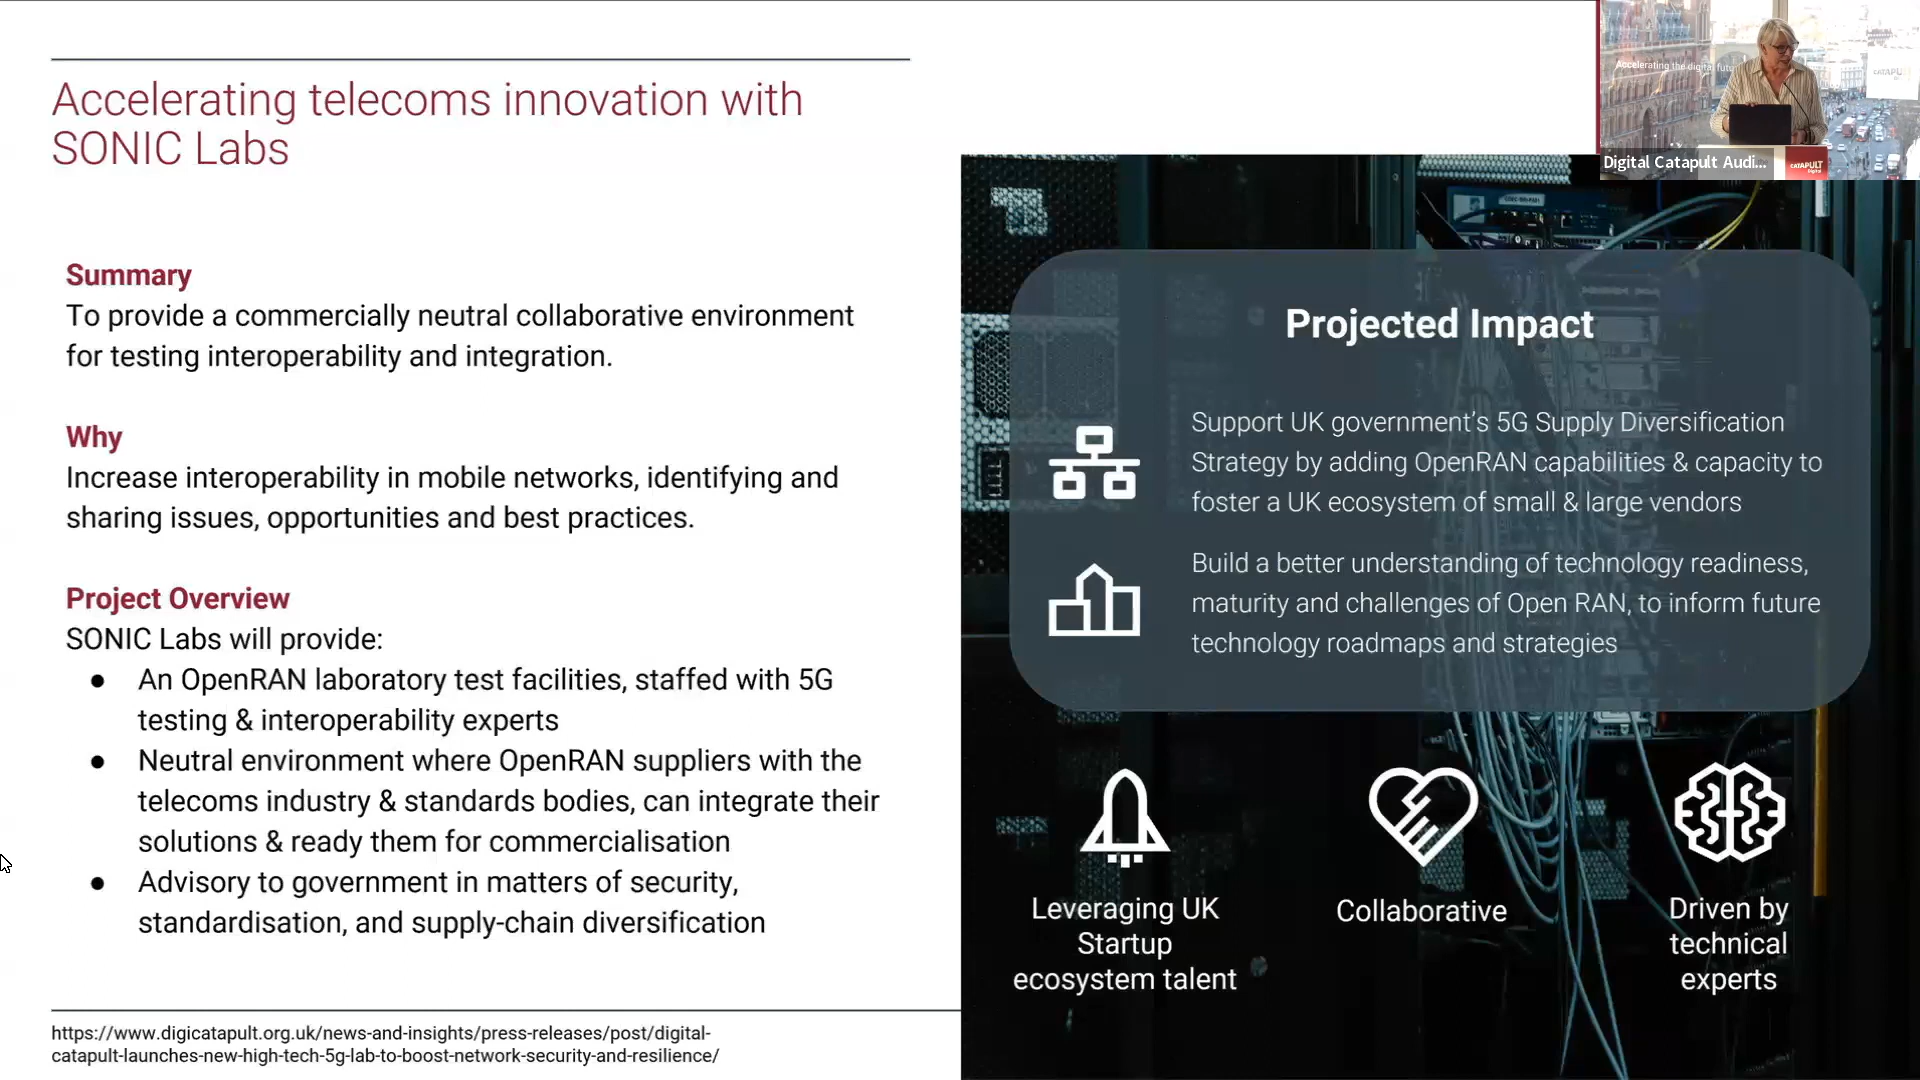 Accelerating telecoms innovation with
SONIC Labs
Summary
To provide a commercially neutral collaborative environment
for testing interoperability and integration.
Why
Increase interoperability in mobile networks, identifying and
sharing issues, opportunities and best practices.
Project Overview
SONIC Labs will provide:
● An OpenRAN laboratory test facilities, staffed with 5G
testing & interoperability experts
● Neutral environment where OpenRAN suppliers with the
telecoms industry & standards bodies, can integrate their
solutions & ready them for commercialisation
● Advisory to government in matters of security,
standardisation, and supply-chain diversification
https://www.digicatapult.org.uk/news-and-insights/press-releases/post/digital-
catapult-launches-new-high-tech-5g-lab-to-boost-network-security-and-resilience/
Accelerating the digital futu
CATAPU
Digital Catapult Audi...
CATAPULT
Digital
Projected Impact
Support UK government’s 5G Supply Diversification
Strategy by adding OpenRAN capabilities & capacity to
foster a UK ecosystem of small & large vendors
Build a better understanding of technology readiness,
maturity and challenges of Open RAN, to inform future
technology roadmaps and strategies
Leveraging UK
Startup
ecosystem talent
Collaborative
Driven by
technical
experts